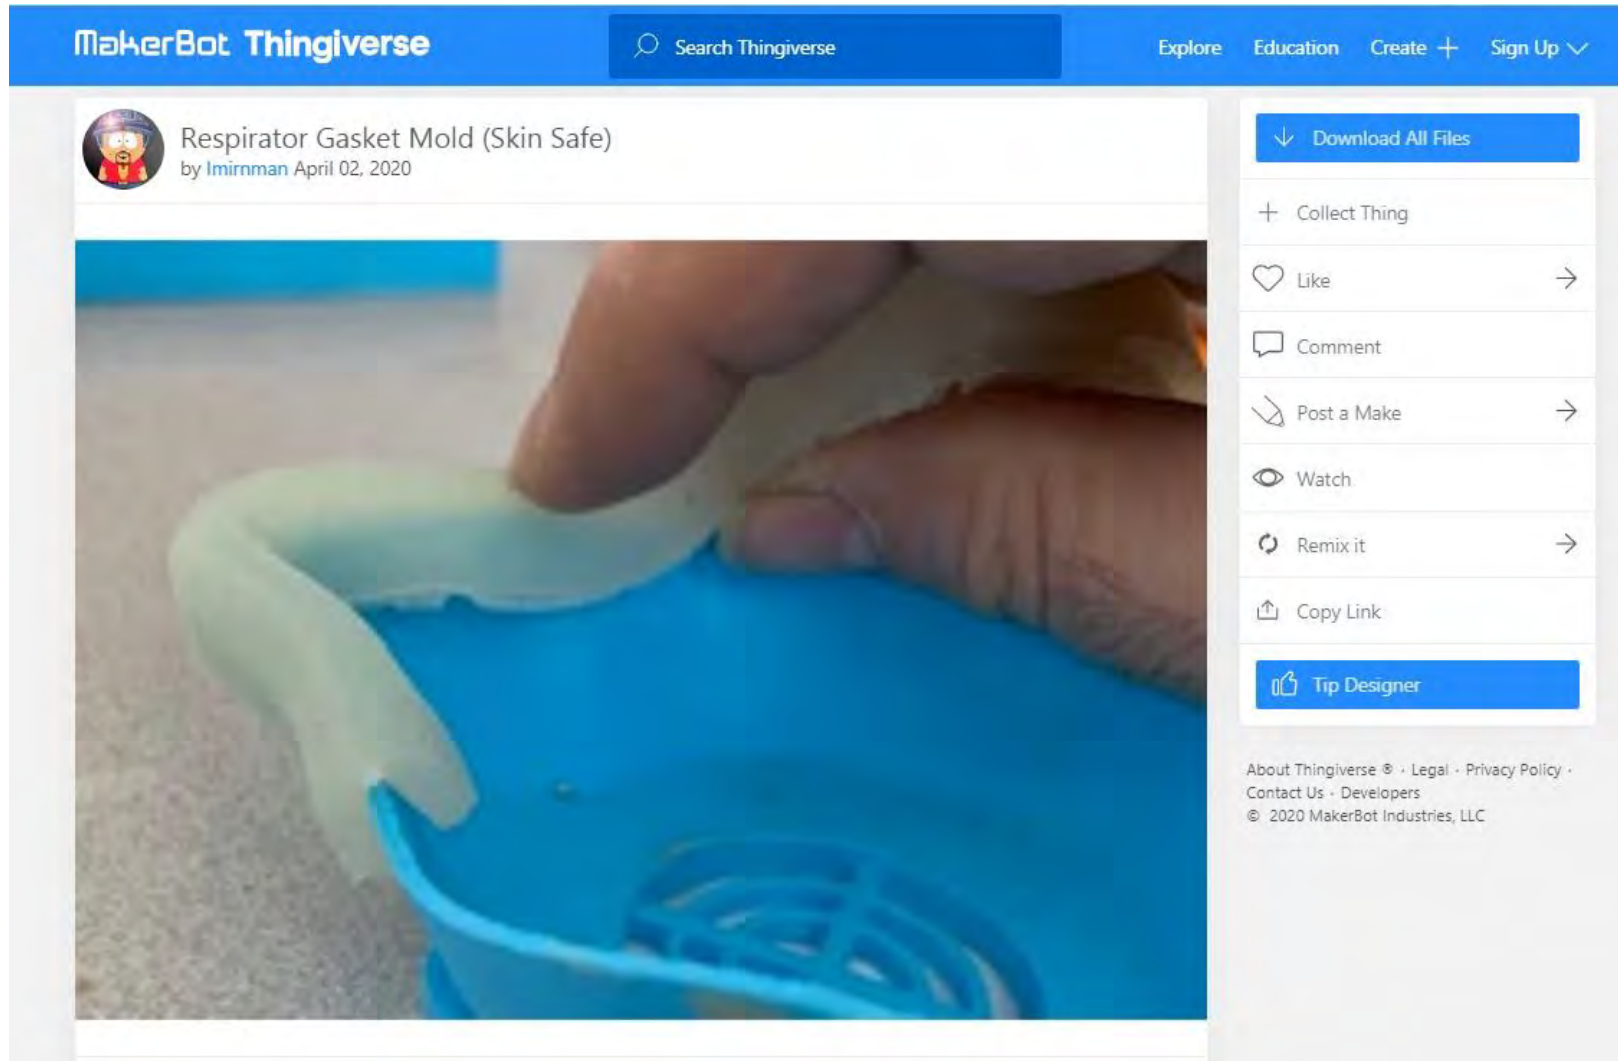 MakerBot Thingiverse
Search Thingiverse
Explore
Education
Create
Sign Up
Respirator Gasket Mold (Skin Safe)
by Imirnman April 02, 2020
Download All Files
Collect Thing
Like
Comment
Post a Make
Watch
Remix it
Copy Link
Tip Designer
About Thingiverse ® · Legal · Privacy Policy ·
Contact Us · Developers
© 2020 MakerBot Industries, LLC